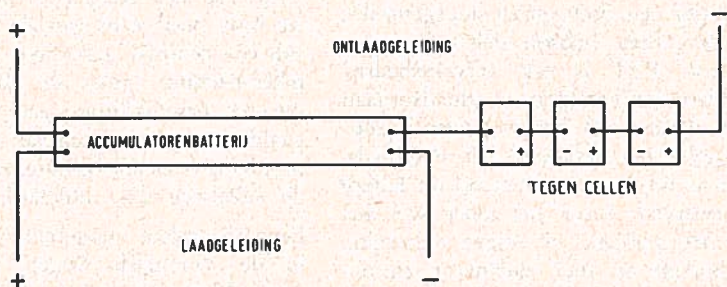 +
−
ONTLAADGELEIDING
ACCUMULATORENBATTERIJ
− + − + − +
TEGEN CELLEN
LAADGELEIDING
+
−